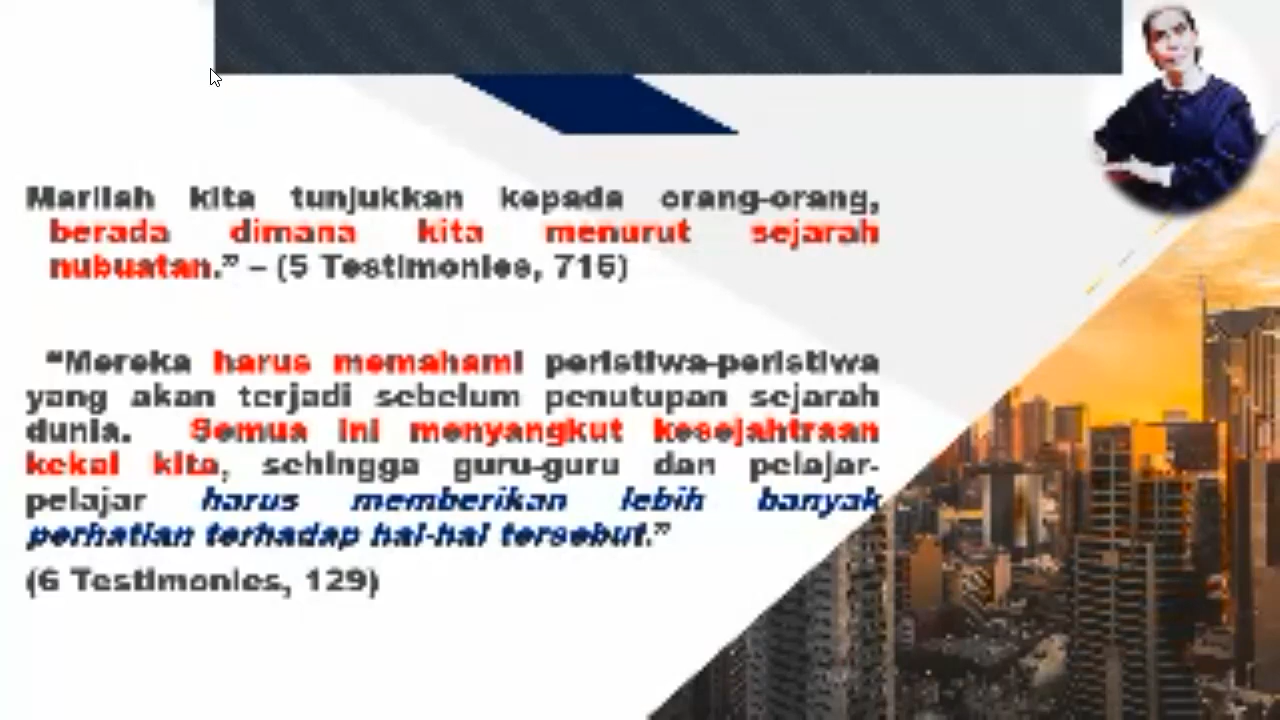 Marilah kita tunjukkan kepada orang-orang,
berada dimana kita menurut sejarah
nubuatan.” – (5 Testimonies, 716)
“Mereka harus memahami peristiwa-peristiwa
yang akan terjadi sebelum penutupan sejarah
dunia. Semua ini menyangkut kesejahtraan
kekal kita, sehingga guru-guru dan pelajar-
pelajar harus memberikan lebih banyak
perhatian terhadap hal-hal tersebut.”
(6 Testimonies, 129)